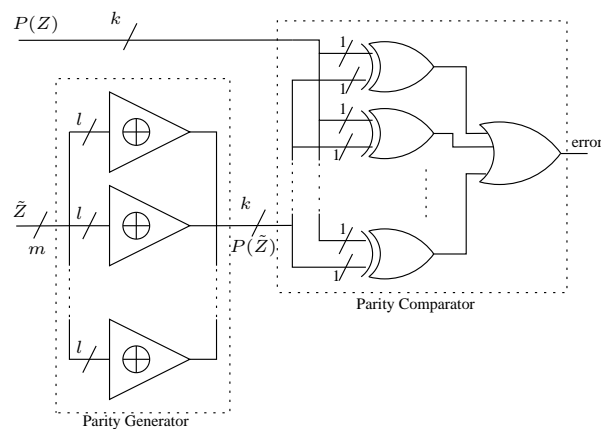 P(Z)
k
1
1
1
1
1
1
error
Parity Comparator
l
⊕
Z̃
m
l
⊕
k
P(Z̃)
l
⊕
Parity Generator